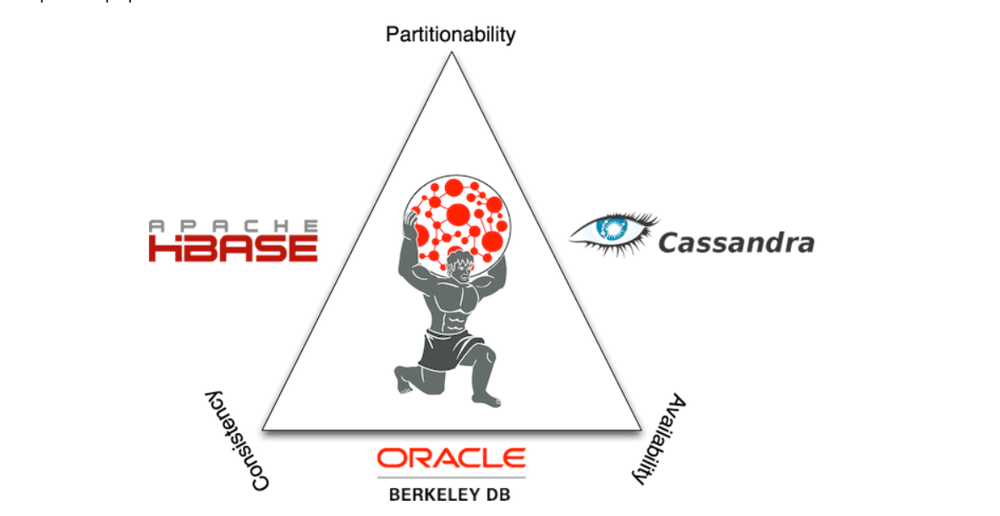 Partitionability
APACHE
HBASE
Cassandra
Consistency
Availability
ORACLE
BERKELEY DB